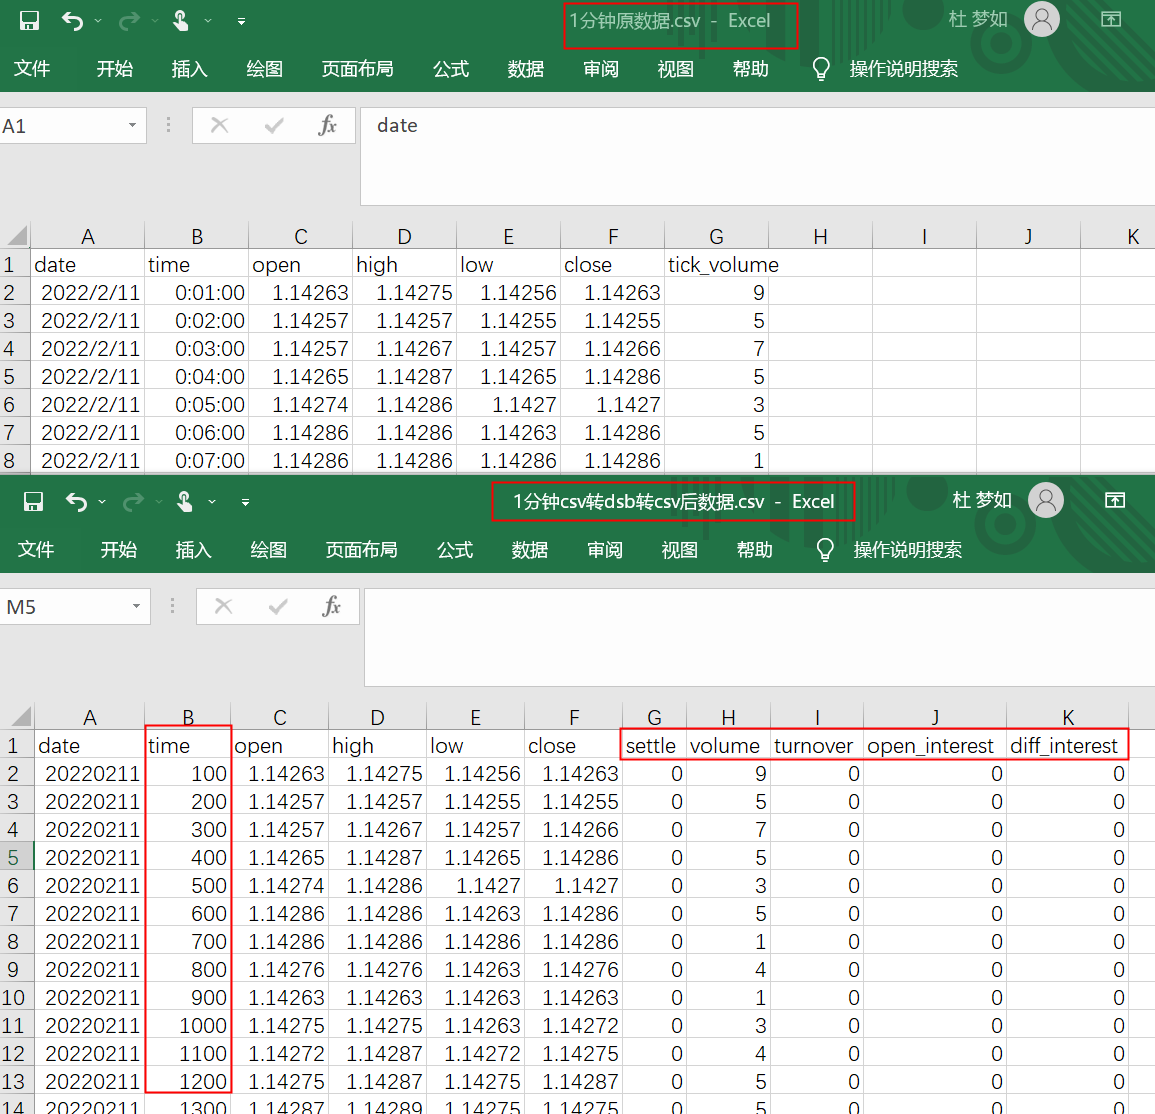 1分钟原数据.csv - Excel 杜 梦如
文件 开始 插入 绘图 页面布局 公式 数据 审阅 视图 帮助 操作说明搜索
A1 fx date
A B C D E F G H I J K
1 date time open high low close tick_volume
2 2022/2/11 0:01:00 1.14263 1.14275 1.14256 1.14263 9
3 2022/2/11 0:02:00 1.14257 1.14257 1.14255 1.14255 5
4 2022/2/11 0:03:00 1.14257 1.14267 1.14257 1.14266 7
5 2022/2/11 0:04:00 1.14265 1.14287 1.14265 1.14286 5
6 2022/2/11 0:05:00 1.14274 1.14286 1.1427 1.1427 3
7 2022/2/11 0:06:00 1.14286 1.14286 1.14263 1.14286 5
8 2022/2/11 0:07:00 1.14286 1.14286 1.14286 1.14286 1
1分钟csv转dsb转csv后数据.csv - Excel 杜 梦如
文件 开始 插入 绘图 页面布局 公式 数据 审阅 视图 帮助 操作说明搜索
M5 fx
A B C D E F G H I J K
1 date time open high low close settle volume turnover open_interest diff_interest
2 20220211 100 1.14263 1.14275 1.14256 1.14263 0 9 0 0 0
3 20220211 200 1.14257 1.14257 1.14255 1.14255 0 5 0 0 0
4 20220211 300 1.14257 1.14267 1.14257 1.14266 0 7 0 0 0
5 20220211 400 1.14265 1.14287 1.14265 1.14286 0 5 0 0 0
6 20220211 500 1.14274 1.14286 1.1427 1.1427 0 3 0 0 0
7 20220211 600 1.14286 1.14286 1.14263 1.14286 0 5 0 0 0
8 20220211 700 1.14286 1.14286 1.14286 1.14286 0 1 0 0 0
9 20220211 800 1.14276 1.14276 1.14263 1.14276 0 4 0 0 0
10 20220211 900 1.14263 1.14263 1.14263 1.14263 0 1 0 0 0
11 20220211 1000 1.14275 1.14275 1.14263 1.14272 0 3 0 0 0
12 20220211 1100 1.14272 1.14287 1.14272 1.14275 0 4 0 0 0
13 20220211 1200 1.14275 1.14287 1.14275 1.14287 0 5 0 0 0
14 20220211 1300 1.14287 1.14289 1.14275 1.14275 0 5 0 0 0